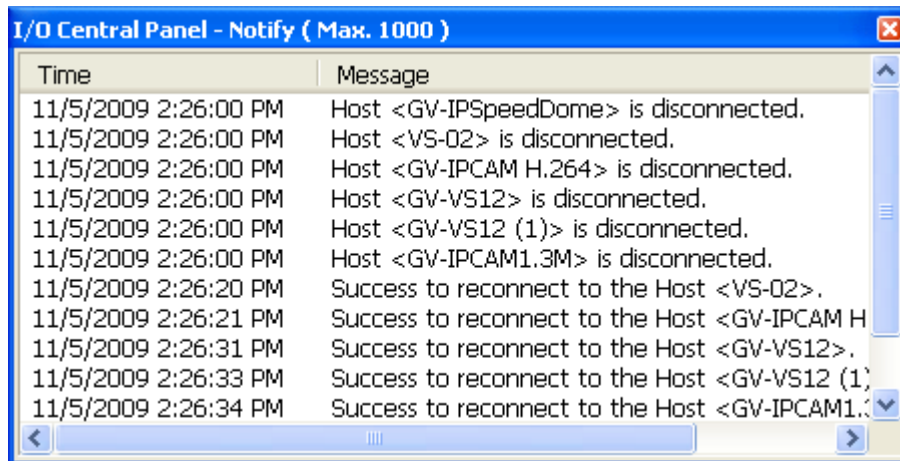 I/O Central Panel - Notify ( Max. 1000 )
Time Message
11/5/2009 2:26:00 PM Host <GV-IPSpeedDome> is disconnected.
11/5/2009 2:26:00 PM Host <VS-02> is disconnected.
11/5/2009 2:26:00 PM Host <GV-IPCAM H.264> is disconnected.
11/5/2009 2:26:00 PM Host <GV-VS12> is disconnected.
11/5/2009 2:26:00 PM Host <GV-VS12 (1)> is disconnected.
11/5/2009 2:26:00 PM Host <GV-IPCAM1.3M> is disconnected.
11/5/2009 2:26:20 PM Success to reconnect to the Host <VS-02>.
11/5/2009 2:26:21 PM Success to reconnect to the Host <GV-IPCAM H
11/5/2009 2:26:31 PM Success to reconnect to the Host <GV-VS12>.
11/5/2009 2:26:33 PM Success to reconnect to the Host <GV-VS12 (1)
11/5/2009 2:26:34 PM Success to reconnect to the Host <GV-IPCAM1.3